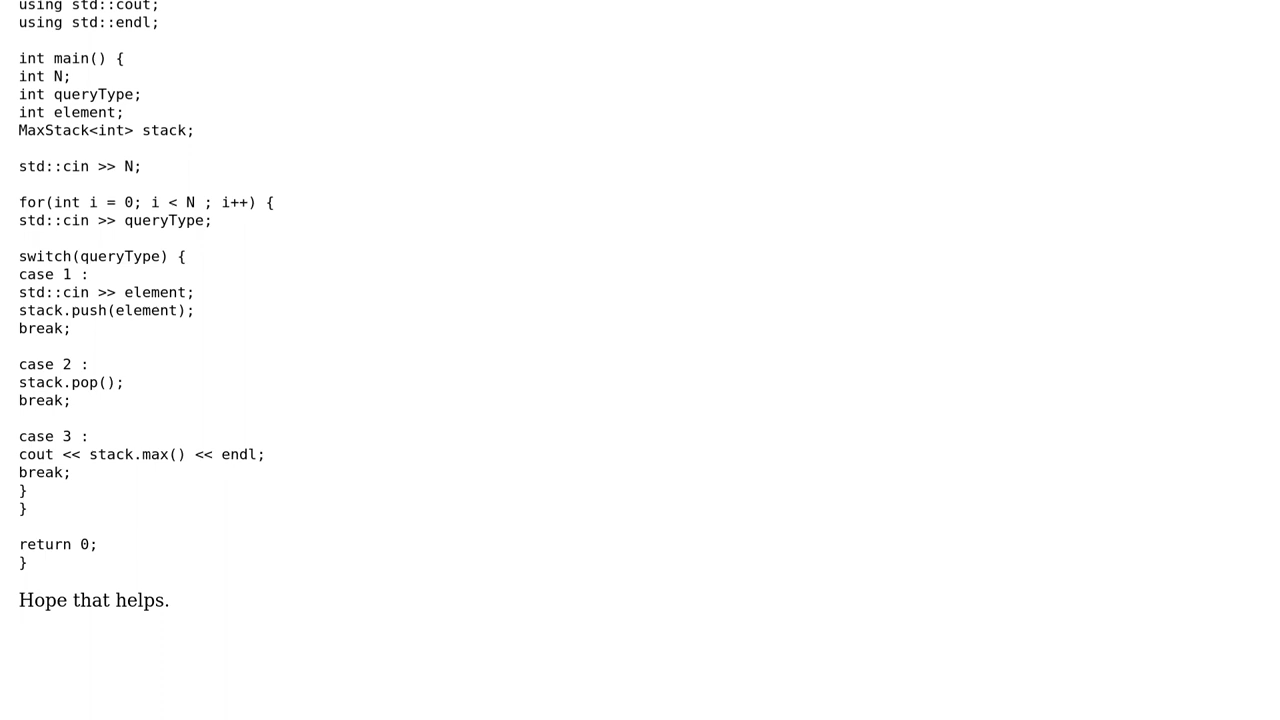 using std::cout;
using std::endl;
int main() {
int N;
int queryType;
int element;
MaxStack<int> stack;
std::cin >> N;
for(int i = 0; i < N ; i++) {
std::cin >> queryType;
switch(queryType) {
case 1 :
std::cin >> element;
stack.push(element);
break;
case 2 :
stack.pop();
break;
case 3 :
cout << stack.max() << endl;
break;
}
}
return 0;
}
Hope that helps.